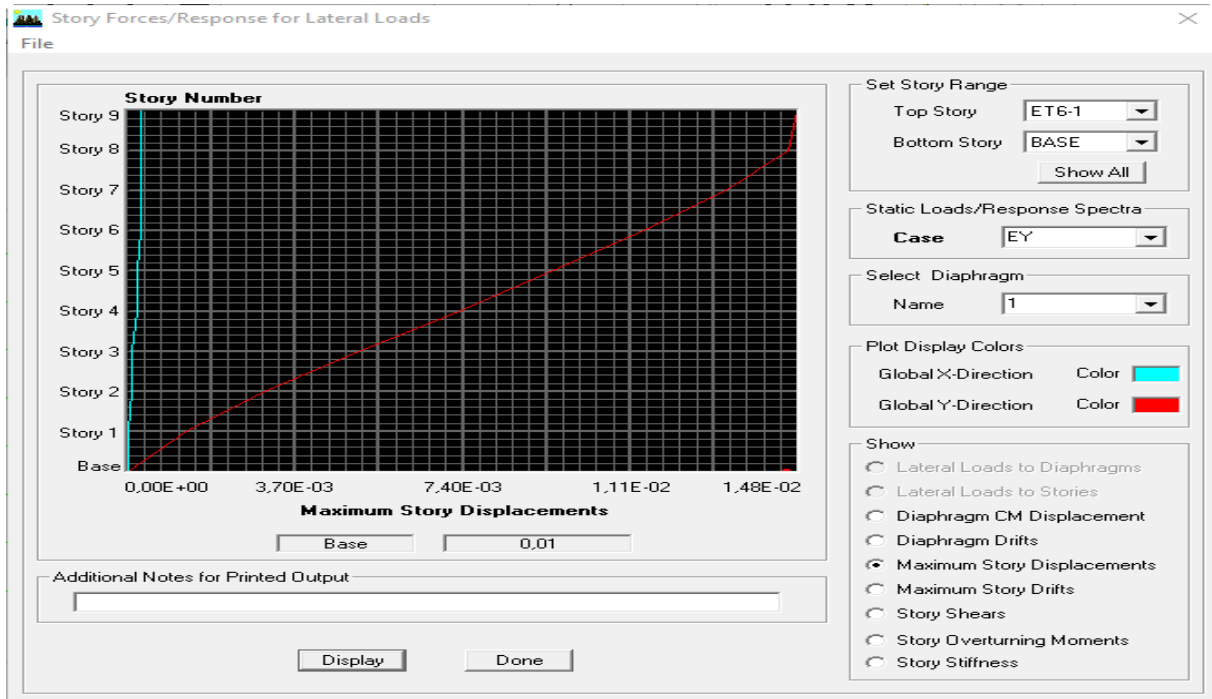 Story Forces/Response for Lateral Loads
File
Story Number
Story 9
Story 8
Story 7
Story 6
Story 5
Story 4
Story 3
Story 2
Story 1
Base
0,00E+00 3,70E-03 7,40E-03 1,11E-02 1,48E-02
Maximum Story Displacements
Base 0,01
Additional Notes for Printed Output
Display Done
Set Story Range
Top Story ET6-1
Bottom Story BASE
Show All
Static Loads/Response Spectra
Case EY
Select Diaphragm
Name 1
Plot Display Colors
Global X-Direction Color
Global Y-Direction Color
Show
Lateral Loads to Diaphragms
Lateral Loads to Stories
Diaphragm CM Displacement
Diaphragm Drifts
Maximum Story Displacements
Maximum Story Drifts
Story Shears
Story Overturning Moments
Story Stiffness